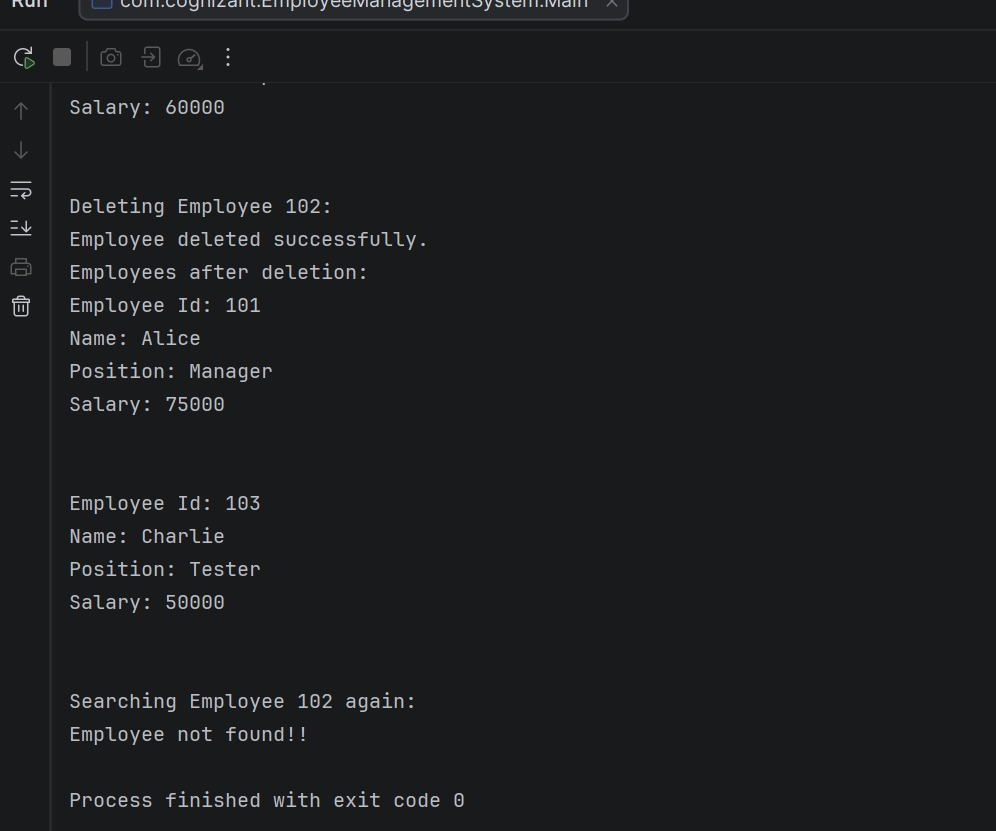 Run com.cognizant.EmployeeManagementSystem.Main
Salary: 60000
Deleting Employee 102:
Employee deleted successfully.
Employees after deletion:
Employee Id: 101
Name: Alice
Position: Manager
Salary: 75000
Employee Id: 103
Name: Charlie
Position: Tester
Salary: 50000
Searching Employee 102 again:
Employee not found!!
Process finished with exit code 0